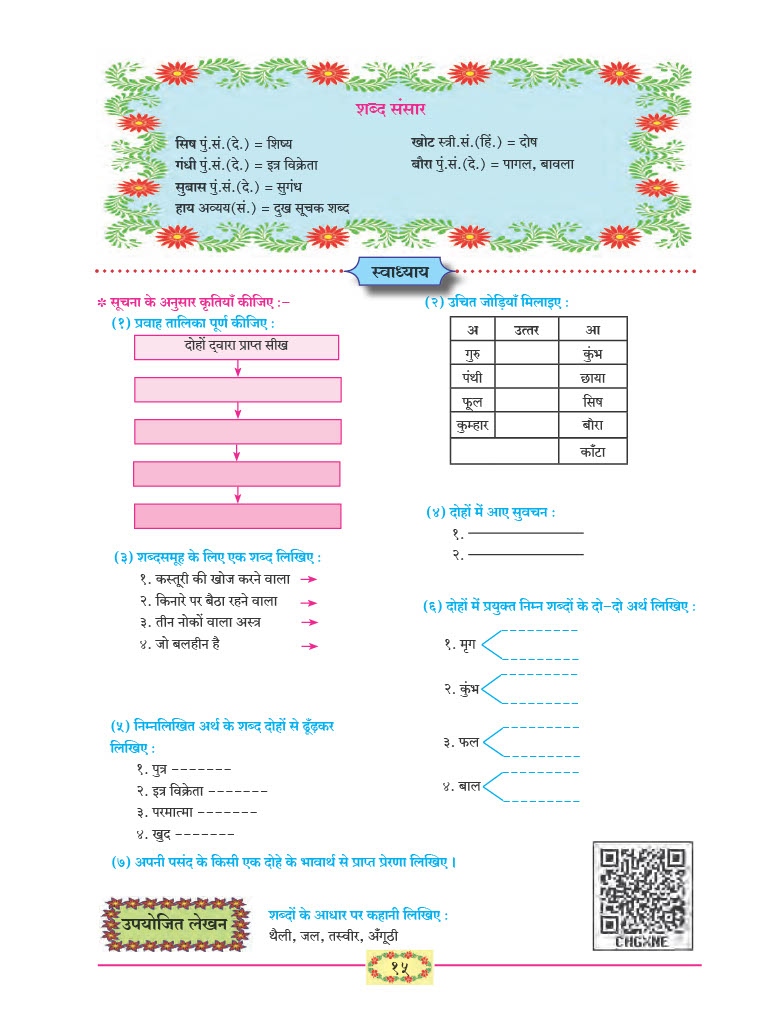 शब्द संसार
सिष पुं.सं.(दे.) = शिष्य
गंधी पुं.सं.(दे.) = इत्र विक्रेता
सुबास पुं.सं.(दे.) = सुगंध
हाय अव्यय(सं.) = दुख सूचक शब्द
खोट स्त्री.सं.(हिं.) = दोष
बौरा पुं.सं.(दे.) = पागल, बावला
स्वाध्याय
* सूचना के अनुसार कृतियाँ कीजिए :-
(१) प्रवाह तालिका पूर्ण कीजिए :
दोहों द्वारा प्राप्त सीख
(२) उचित जोड़ियाँ मिलाइए :
अ उत्तर आ
गुरु कुंभ
पंथी छाया
फूल सिष
कुम्हार बौरा
काँटा
(३) शब्दसमूह के लिए एक शब्द लिखिए :
१. कस्तूरी की खोज करने वाला →
२. किनारे पर बैठा रहने वाला →
३. तीन नोकों वाला अस्त्र →
४. जो बलहीन है →
(४) दोहों में आए सुवचन :
१.
२.
(५) निम्नलिखित अर्थ के शब्द दोहों से ढूँढ़कर
लिखिए :
१. पुत्र -------
२. इत्र विक्रेता -------
३. परमात्मा -------
४. खुद -------
(६) दोहों में प्रयुक्त निम्न शब्दों के दो-दो अर्थ लिखिए :
१. मृग
२. कुंभ
३. फल
४. बाल
(७) अपनी पसंद के किसी एक दोहे के भावार्थ से प्राप्त प्रेरणा लिखिए ।
उपयोजित लेखन
शब्दों के आधार पर कहानी लिखिए :
थैली, जल, तस्वीर, अँगूठी
CHGXNE
१५